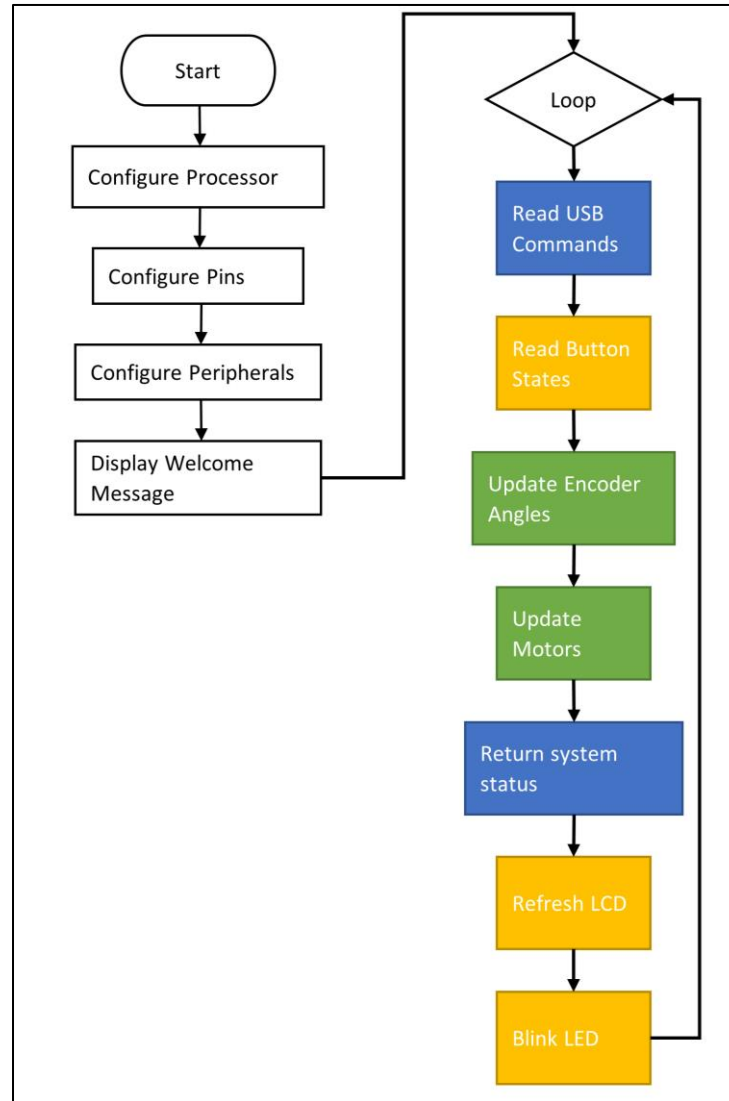 Start
Configure Processor
Configure Pins
Configure Peripherals
Display Welcome
Message
Loop
Read USB
Commands
Read Button
States
Update Encoder
Angles
Update
Motors
Return system
status
Refresh LCD
Blink LED